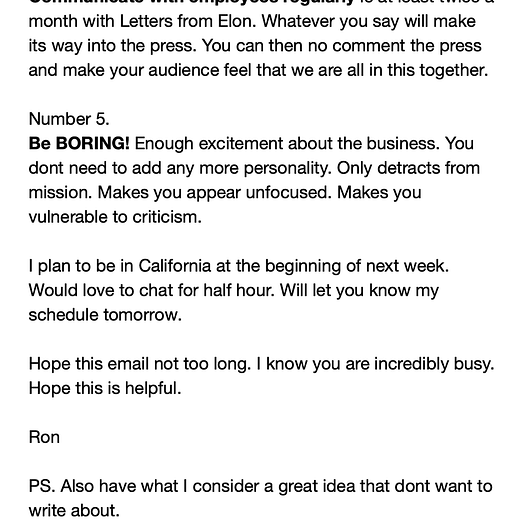 Communicate with employees regularly is at least twice a
month with Letters from Elon. Whatever you say will make
its way into the press. You can then no comment the press
and make your audience feel that we are all in this together.
Number 5.
Be BORING! Enough excitement about the business. You
dont need to add any more personality. Only detracts from
mission. Makes you appear unfocused. Makes you
vulnerable to criticism.
I plan to be in California at the beginning of next week.
Would love to chat for half hour. Will let you know my
schedule tomorrow.
Hope this email not too long. I know you are incredibly busy.
Hope this is helpful.
Ron
PS. Also have what I consider a great idea that dont want to
write about.